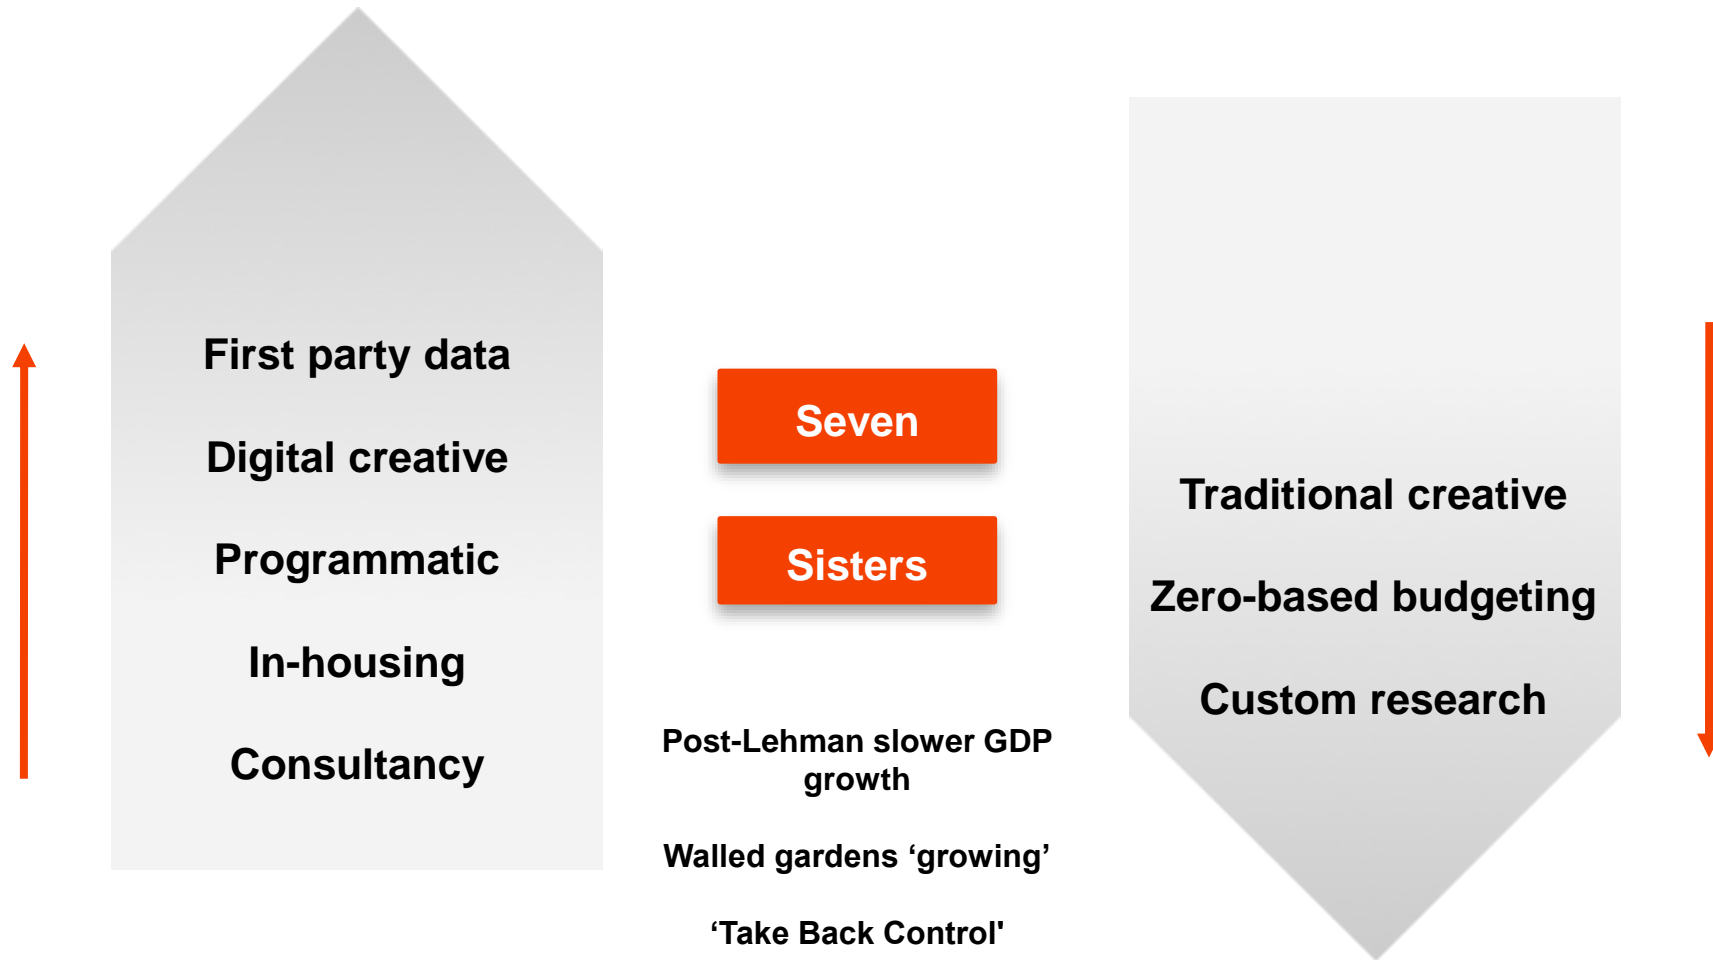 First party data
Digital creative
Programmatic
In-housing
Consultancy
Seven
Sisters
Post-Lehman slower GDP
growth
Walled gardens ‘growing’
‘Take Back Control'
Traditional creative
Zero-based budgeting
Custom research